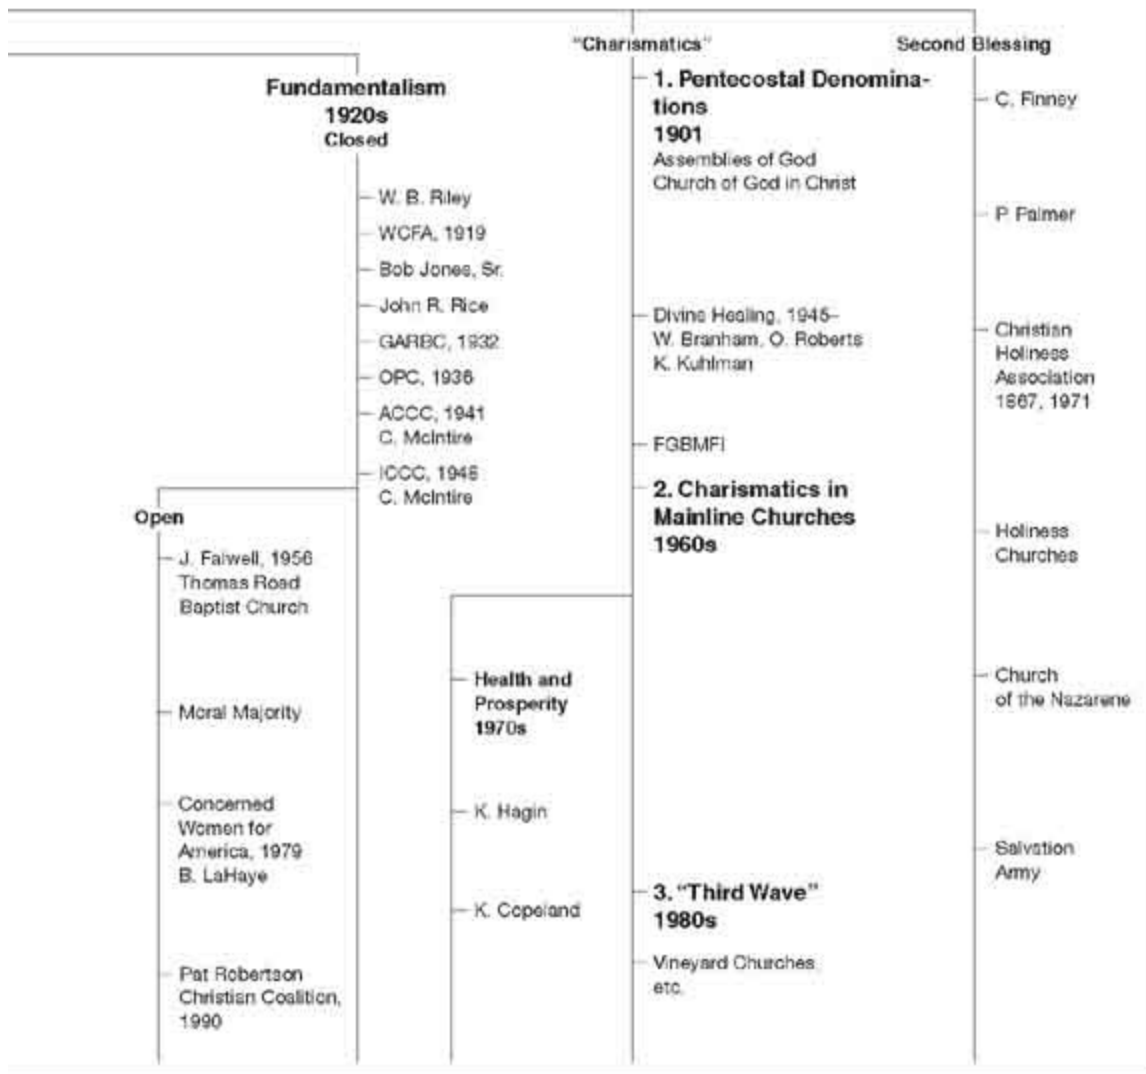 Fundamentalism
1920s
Closed
W. B. Riley
WCFA, 1919
Bob Jones, Sr.
John R. Rice
GARBC, 1932
OPC, 1936
ACCC, 1941
C. McIntire
ICCC, 1948
C. McIntire
Open
J. Falwell, 1956
Thomas Road
Baptist Church
Moral Majority
Concerned
Women for
America, 1979
B. LaHaye
Pat Robertson
Christian Coalition,
1990
"Charismatics"
1. Pentecostal Denomina-
tions
1901
Assemblies of God
Church of God in Christ
Divine Healing, 1945–
W. Branham, O. Roberts
K. Kuhlman
FGBMFI
2. Charismatics in
Mainline Churches
1960s
Health and
Prosperity
1970s
K. Hagin
K. Copeland
3. “Third Wave”
1980s
Vineyard Churches
etc.
Second Blessing
C. Finney
P. Palmer
Christian
Holiness
Association
1867, 1971
Holiness
Churches
Church
of the Nazarene
Salvation
Army